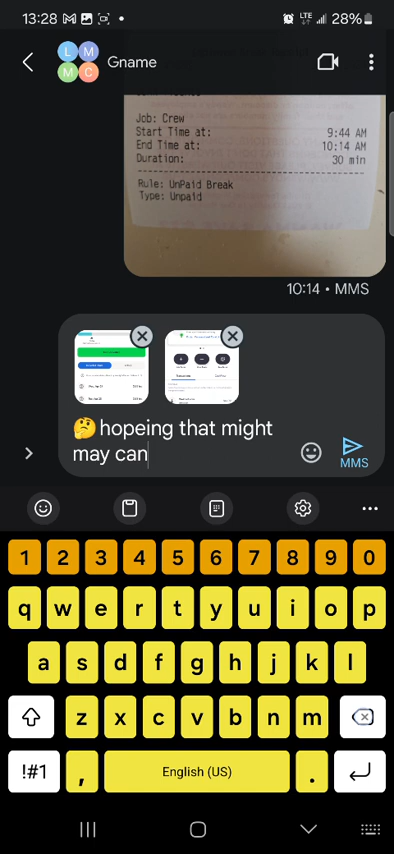 13:28
LTE
28%
L M
M C
Gname
Job: Crew
Start Time at: 9:44 AM
End Time at: 10:14 AM
Duration: 30 min
Rule: UnPaid Break
Type: Unpaid
10:14 • MMS
🤔 hopeing that might
may can
MMS
1 2 3 4 5 6 7 8 9 0
q w e r t y u i o p
a s d f g h j k l
z x c v b n m
!#1 , English (US) .